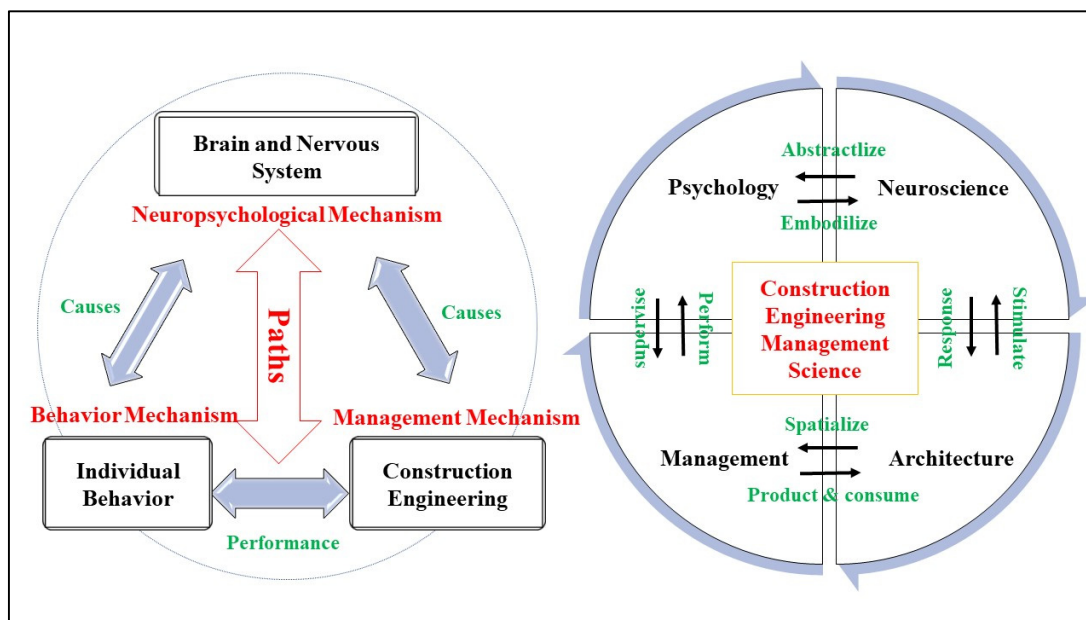 Brain and Nervous
System
Neuropsychological Mechanism
Causes
Causes
Paths
Behavior Mechanism
Management Mechanism
Individual
Behavior
Construction
Engineering
Performance
Abstractlize
Psychology
Neuroscience
Embodilize
supervise
Perform
Construction
Engineering
Management
Science
Response
Stimulate
Spatialize
Management
Architecture
Product & consume